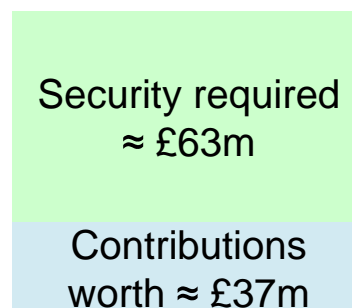 Security required
≈ £63m
Contributions
worth ≈ £37m